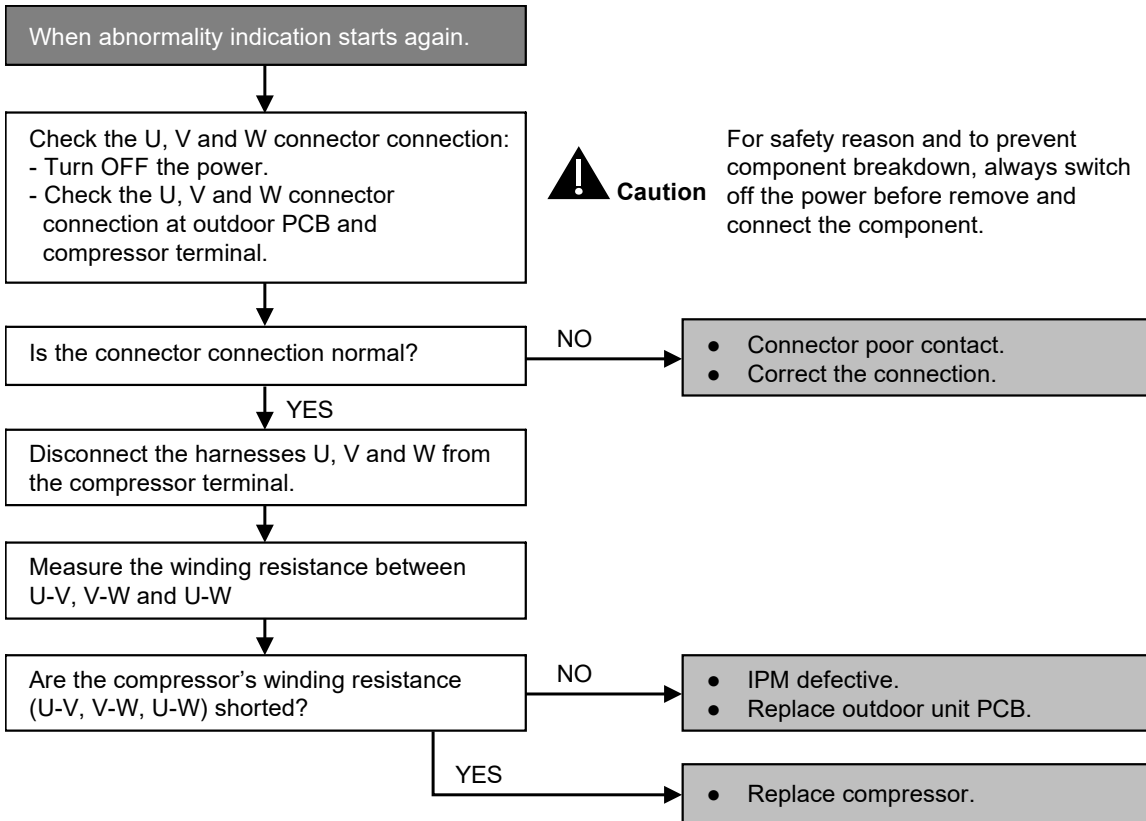 When abnormality indication starts again.
Check the U, V and W connector connection:
- Turn OFF the power.
- Check the U, V and W connector
connection at outdoor PCB and
compressor terminal.
Caution
For safety reason and to prevent
component breakdown, always switch
off the power before remove and
connect the component.
Is the connector connection normal?
NO
● Connector poor contact.
● Correct the connection.
YES
Disconnect the harnesses U, V and W from
the compressor terminal.
Measure the winding resistance between
U-V, V-W and U-W
Are the compressor’s winding resistance
(U-V, V-W, U-W) shorted?
NO
● IPM defective.
● Replace outdoor unit PCB.
YES
● Replace compressor.